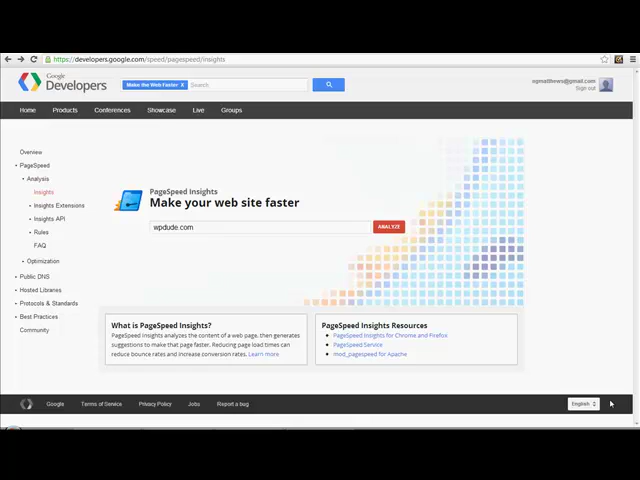 https://developers.google.com/speed/pagespeed/insights
Google
Developers
Make the Web Faster X
Search
ogmatthews@gmail.com
Sign out
Home Products Conferences Showcase Live Groups
Overview
PageSpeed
Analysis
Insights
Insights Extensions
Insights API
Rules
FAQ
Optimization
Public DNS
Hosted Libraries
Protocols & Standards
Best Practices
Community
PageSpeed Insights
Make your web site faster
wpdude.com
ANALYZE
What is PageSpeed Insights?
PageSpeed Insights analyzes the content of a web page, then generates
suggestions to make that page faster. Reducing page load times can
reduce bounce rates and increase conversion rates. Learn more
PageSpeed Insights Resources
PageSpeed Insights for Chrome and Firefox
PageSpeed Service
mod_pagespeed for Apache
Google Terms of Service Privacy Policy Jobs Report a bug
English